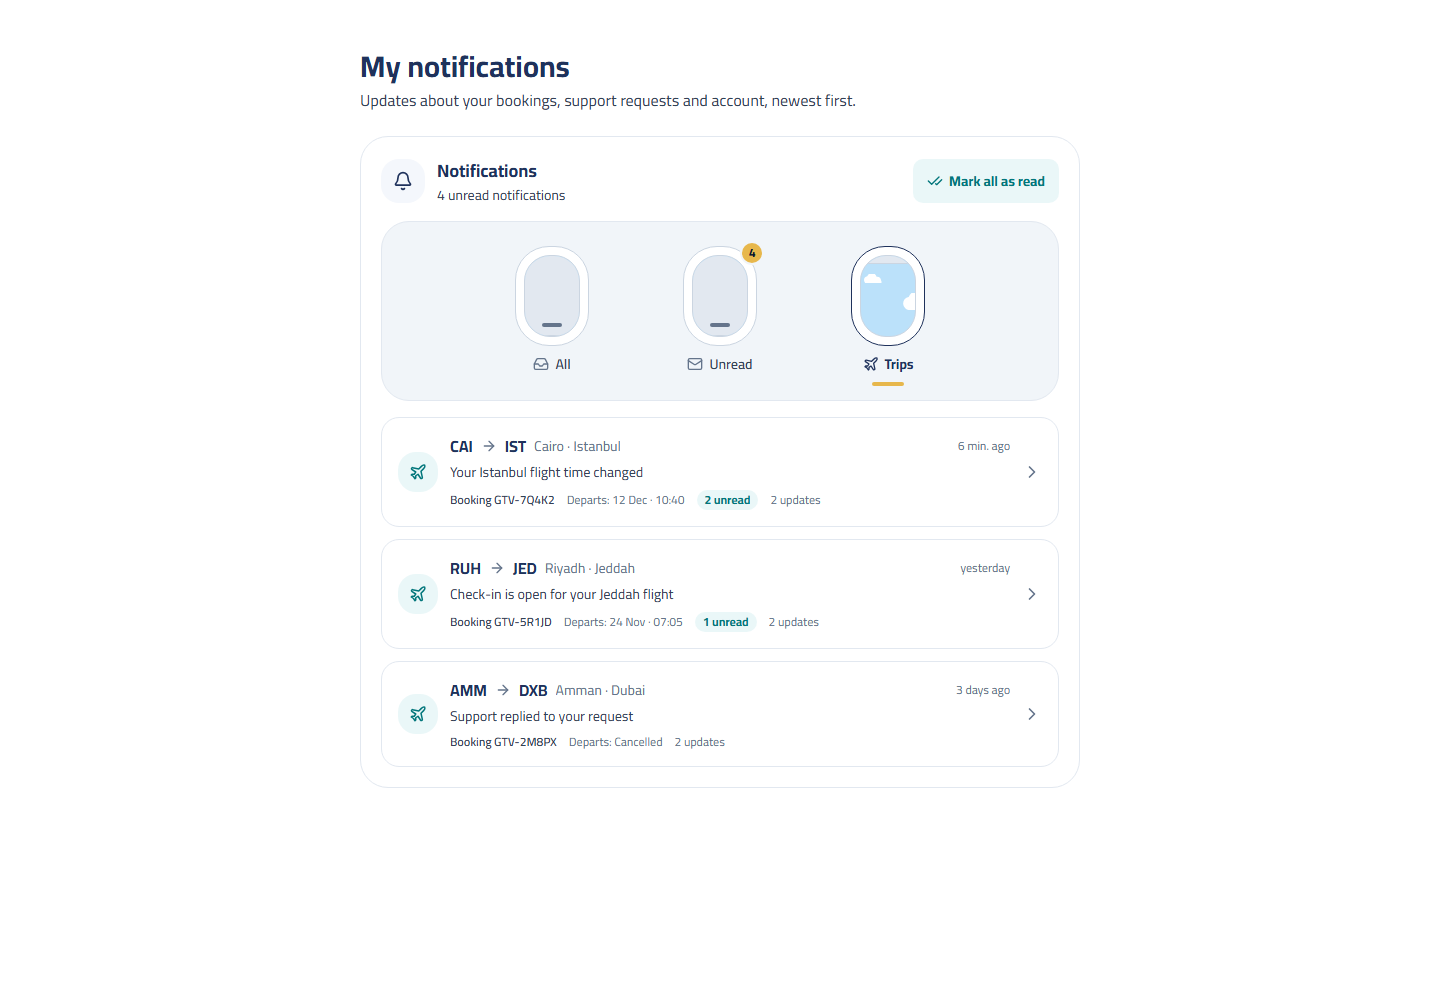 My notifications
Updates about your bookings, support requests and account, newest first.
Notifications
4 unread notifications
Mark all as read
4
All
Unread
Trips
CAI → IST Cairo · Istanbul 6 min. ago
Your Istanbul flight time changed
Booking GTV-7Q4K2 Departs: 12 Dec · 10:40 2 unread 2 updates
RUH → JED Riyadh · Jeddah yesterday
Check-in is open for your Jeddah flight
Booking GTV-5R1JD Departs: 24 Nov · 07:05 1 unread 2 updates
AMM → DXB Amman · Dubai 3 days ago
Support replied to your request
Booking GTV-2M8PX Departs: Cancelled 2 updates